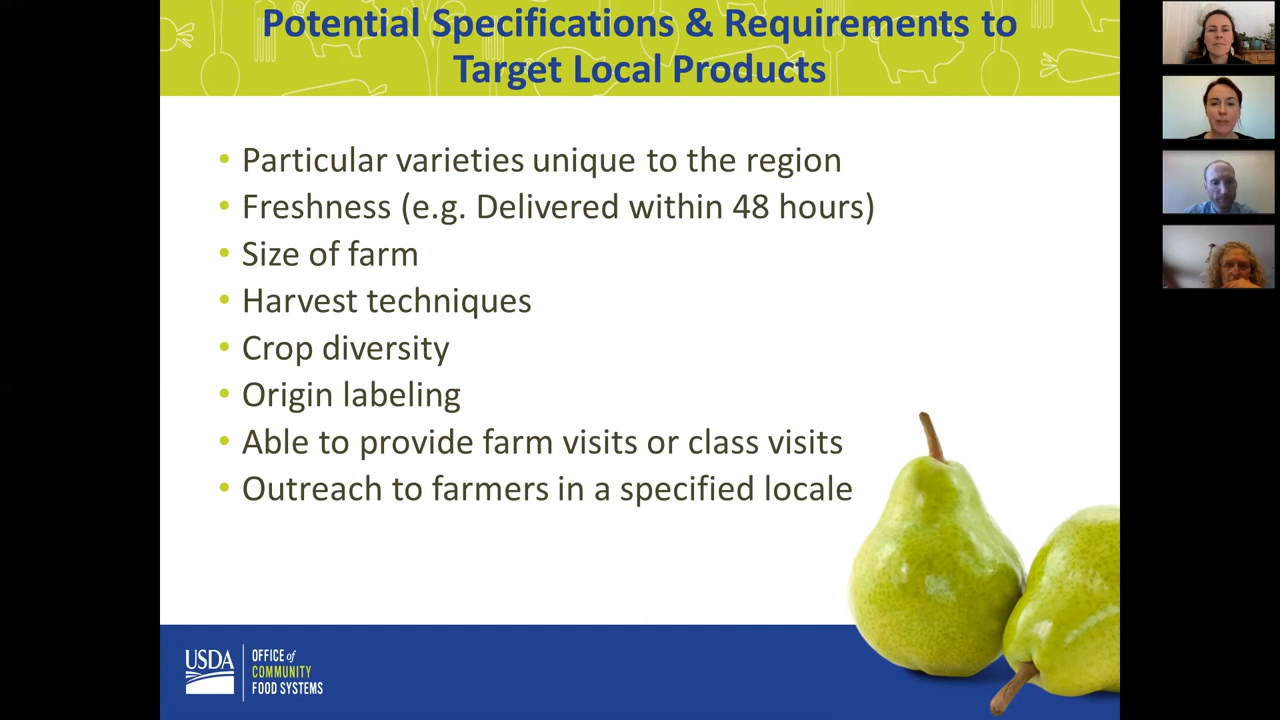 Potential Specifications & Requirements to
Target Local Products
• Particular varieties unique to the region
• Freshness (e.g. Delivered within 48 hours)
• Size of farm
• Harvest techniques
• Crop diversity
• Origin labeling
• Able to provide farm visits or class visits
• Outreach to farmers in a specified locale
USDA
OFFICE of
COMMUNITY
FOOD SYSTEMS